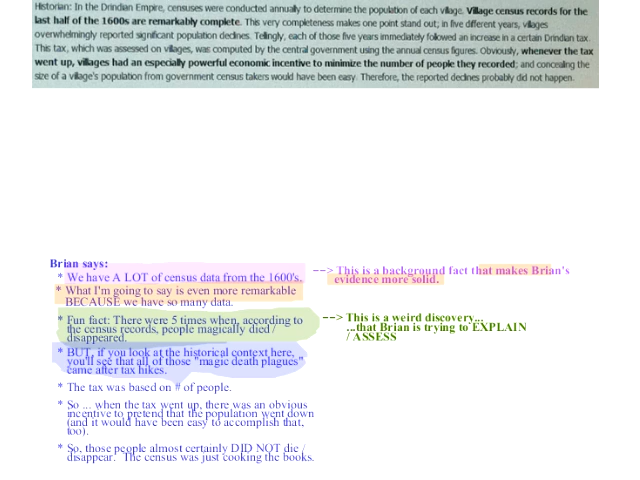 Historian: In the Drindian Empire, censuses were conducted annually to determine the population of each village. Village census records for the
last half of the 1600s are remarkably complete. This very completeness makes one point stand out; in five different years, villages
overwhelmingly reported significant population declines. Tellingly, each of those five years immediately followed an increase in a certain Drindian tax.
This tax, which was assessed on villages, was computed by the central government using the annual census figures. Obviously, whenever the tax
went up, villages had an especially powerful economic incentive to minimize the number of people they recorded; and concealing the
size of a village's population from government census takers would have been easy. Therefore, the reported declines probably did not happen.
Brian says:
* We have A LOT of census data from the 1600's.
--> This is a background fact that makes Brian's
evidence more solid.
* What I'm going to say is even more remarkable
BECAUSE we have so many data.
* Fun fact: There were 5 times when, according to
the census records, people magically died /
disappeared.
--> This is a weird discovery...
...that Brian is trying to EXPLAIN
/ ASSESS
* BUT, if you look at the historical context here,
you'll see that all of those "magic death plagues"
came after tax hikes.
* The tax was based on # of people.
* So ... when the tax went up, there was an obvious
incentive to pretend that the population went down
(and it would have been easy to accomplish that,
too).
* So, those people almost certainly DID NOT die /
disappear. The census was just cooking the books.